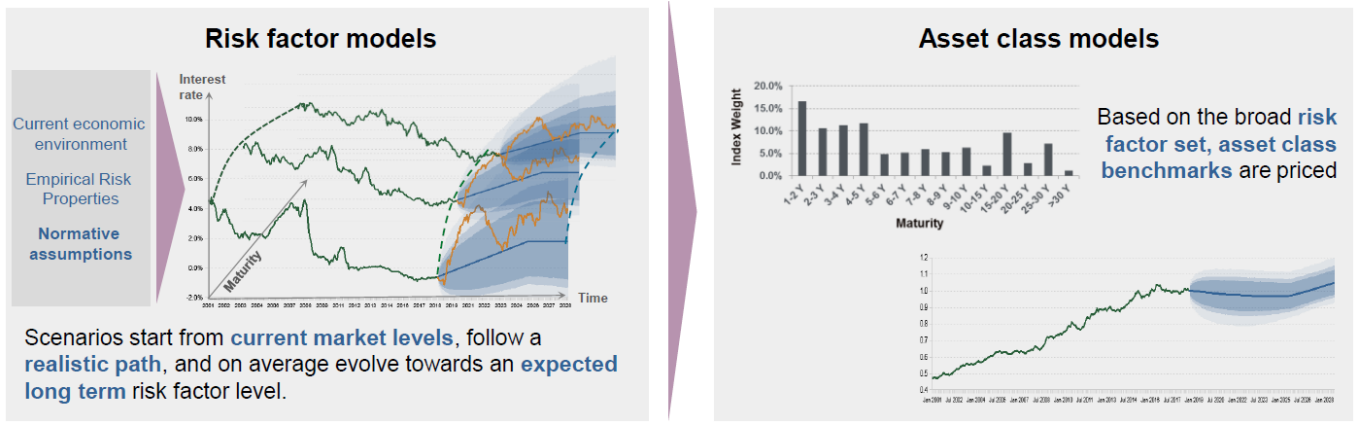 Risk factor models
Current economic
environment
Empirical Risk
Properties
Normative
assumptions
Interest
rate
10.0%
8.0%
6.0%
4.0%
2.0%
0.0%
-2.0%
Maturity
Time
Scenarios start from current market levels, follow a
realistic path, and on average evolve towards an expected
long term risk factor level.
Asset class models
Index Weight
20.0%
15.0%
10.0%
5.0%
0.0%
1-2 Y
2-3 Y
3-4 Y
4-5 Y
5-6 Y
6-7 Y
7-8 Y
8-9 Y
9-10 Y
10-15 Y
15-20 Y
20-25 Y
25-30 Y
>30 Y
Maturity
Based on the broad risk
factor set, asset class
benchmarks are priced
1.2
1.1
1.0
0.9
0.8
0.7
0.6
0.5
0.4